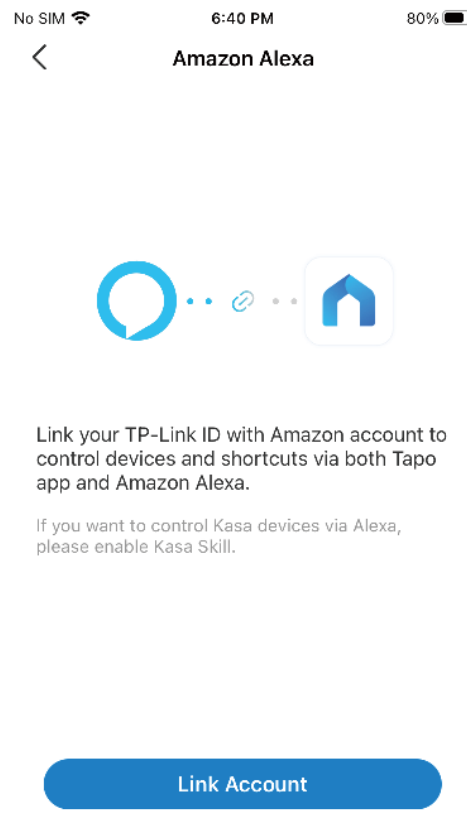 No SIM 6:40 PM 80%
Amazon Alexa
Link your TP-Link ID with Amazon account to
control devices and shortcuts via both Tapo
app and Amazon Alexa.
If you want to control Kasa devices via Alexa,
please enable Kasa Skill.
Link Account